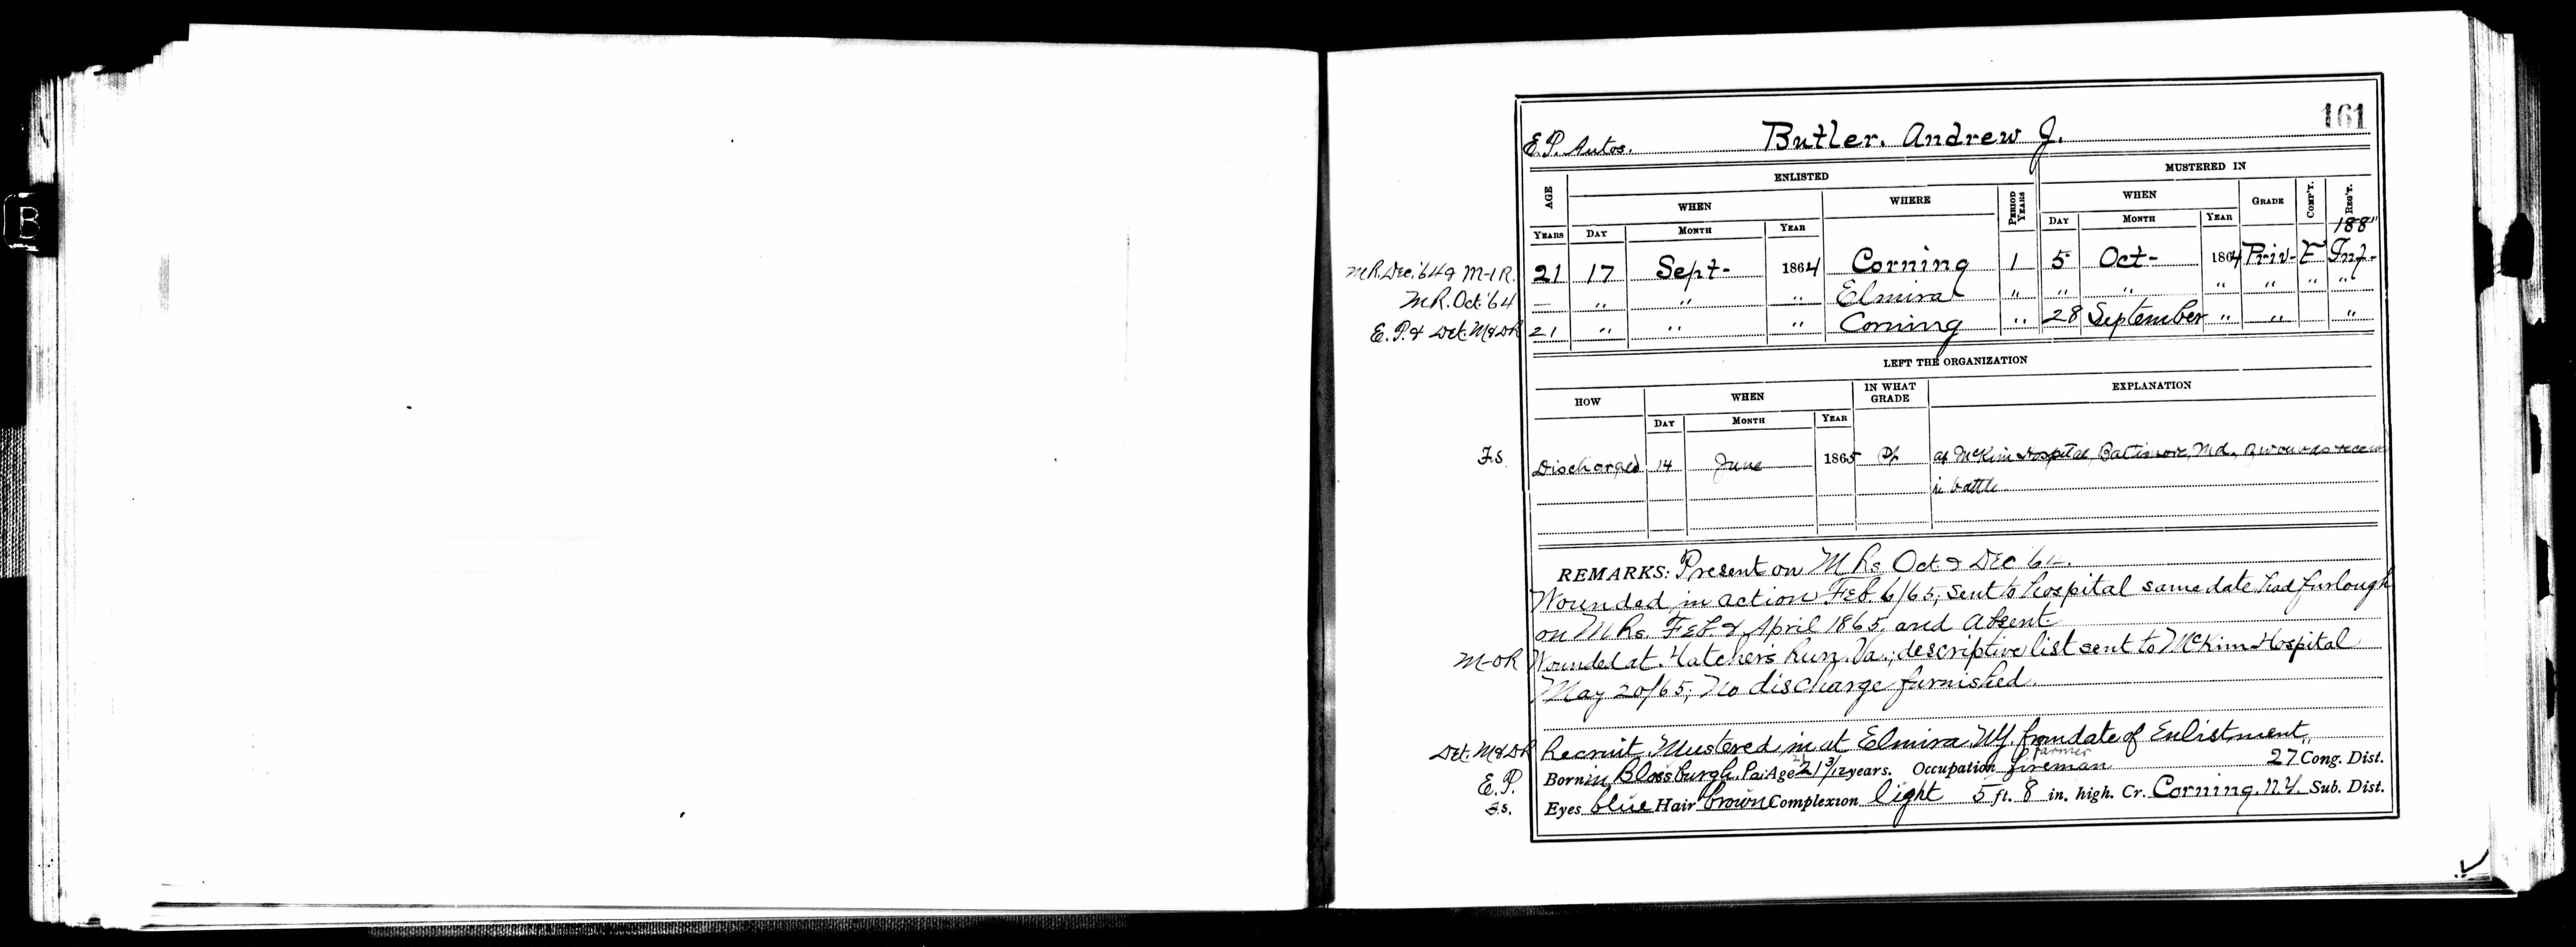 B
161
E.P. Autos. Butler. Andrew J.
ENLISTED MUSTERED IN
AGE WHEN WHERE PERIOD YEARS WHEN GRADE COMP'Y. REG'T.
YEARS DAY MONTH YEAR DAY MONTH YEAR 188"
M.R. Dec. '64 & M-I R. 21 17 Sept- 1864 Corning 1 5 Oct- 1864 Priv- F Inf-
M.R. Oct. '64 — " " " Elmira " " " " " " "
E.P. & Det. M&DR 21 " " " Corning " 28 September " " "
LEFT THE ORGANIZATION
HOW WHEN IN WHAT GRADE EXPLANATION
DAY MONTH YEAR
F.S. Discharged 14 June 1865 at McKim Hospital, Baltimore, Md. wounds
in battle
REMARKS: Present on M Rs Oct & Dec 64.
Wounded in action Feb 6/65, sent to hospital same date had furlough
on M Rs. Feb. & April 1865, and absent.
M-OR Wounded at Hatcher's Run, Va.; descriptive list sent to McKim Hospital
May 20/65; No discharge furnished.
Det. M&DR Recruit. Mustered in at Elmira NY. from date of Enlistment
farmer
E.P. Born in Blossburgh, Pa. Age 21 3/12 years. Occupation fireman 27 Cong. Dist.
F.S. Eyes blue Hair brown Complexion light 5 ft. 8 in. high. Cr. Corning, N.Y. Sub. Dist.